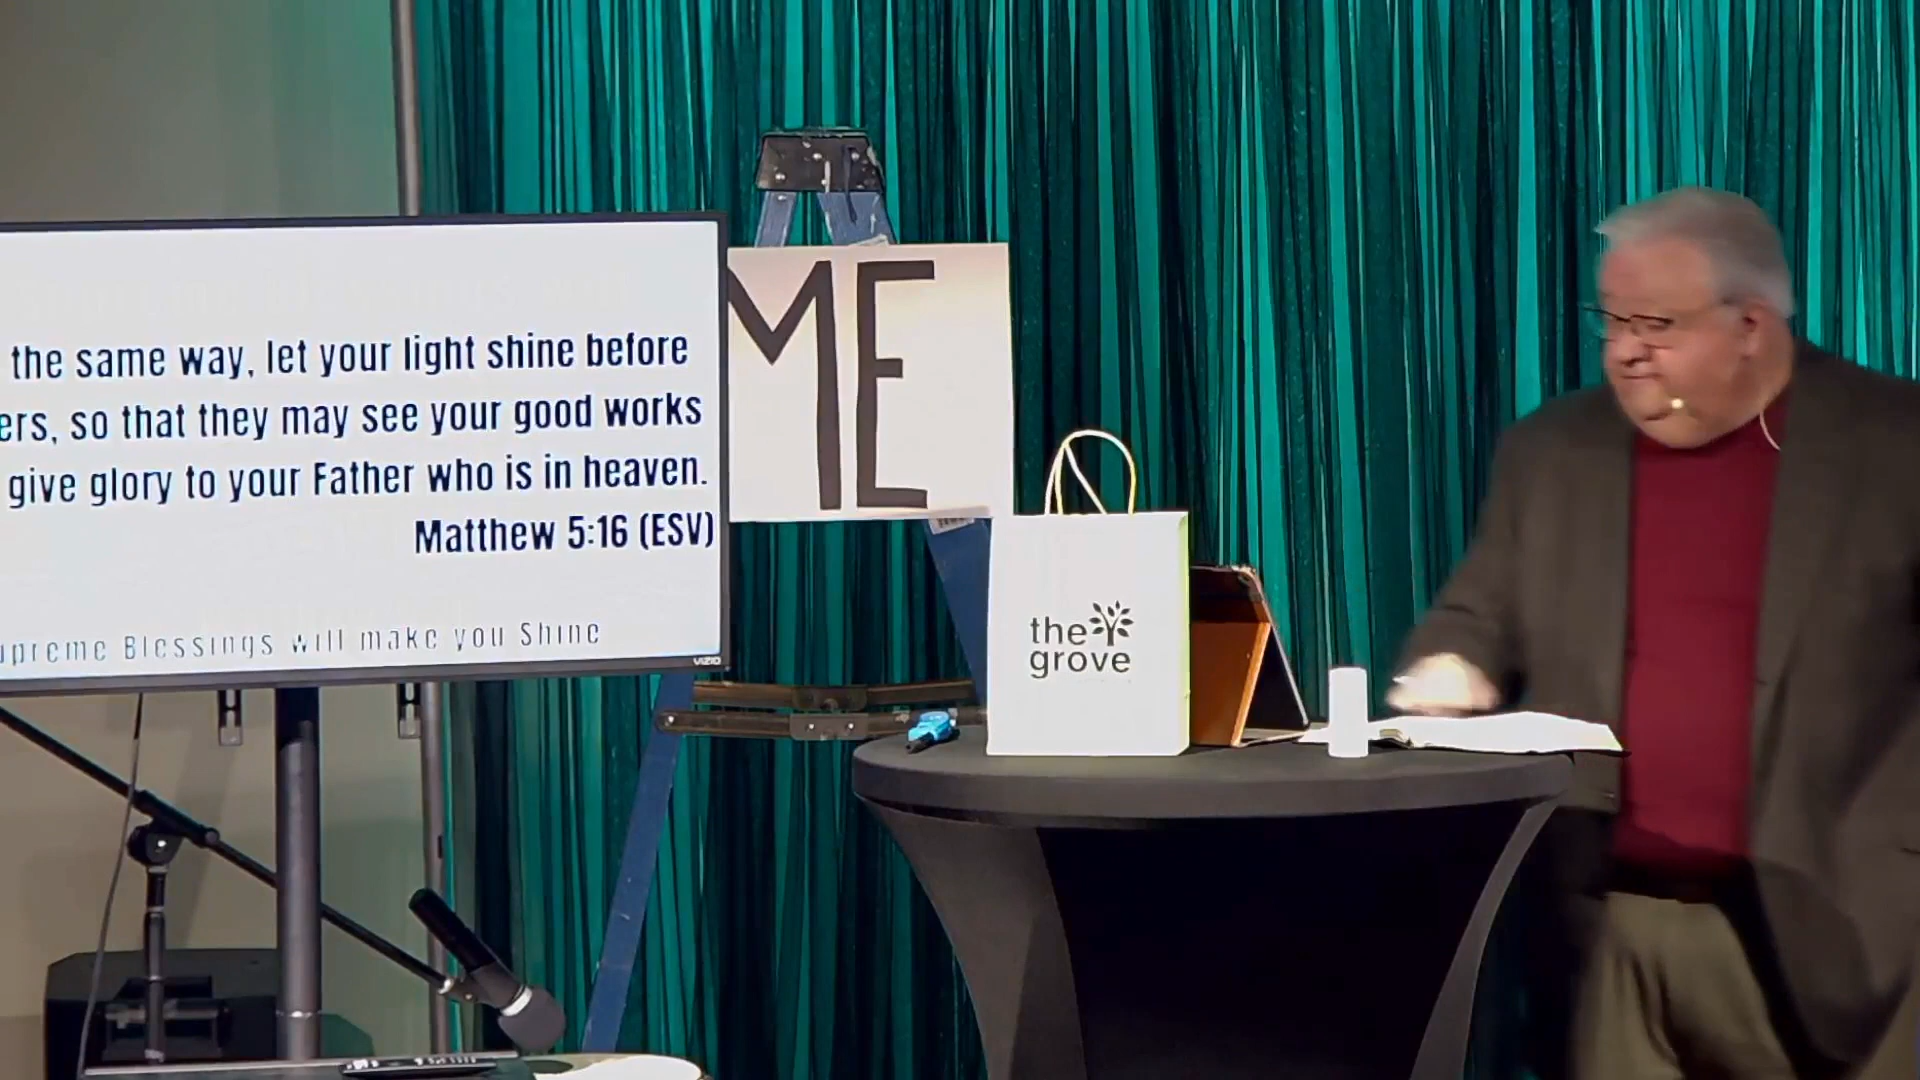 the same way, let your light shine before
ers, so that they may see your good works
give glory to your Father who is in heaven.
Matthew 5:16 (ESV)
upreme Blessings will make you Shine
VIZIO
ME
the
grove